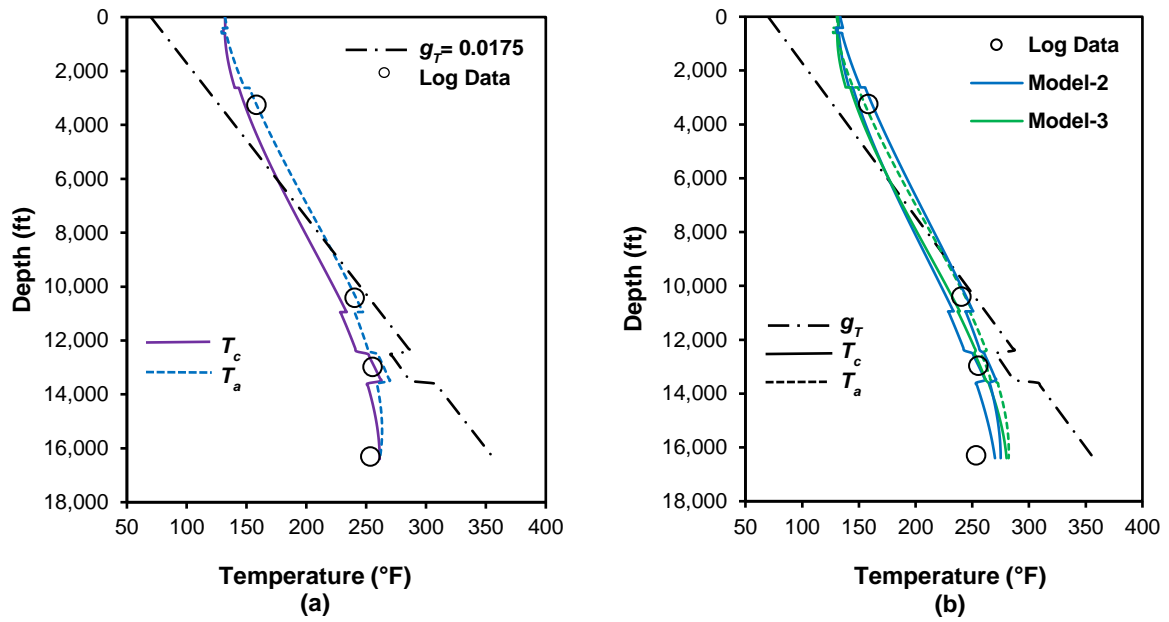 0
2,000
4,000
6,000
8,000
10,000
12,000
14,000
16,000
18,000
Depth (ft)
g_T= 0.0175
Log Data
T_c
T_a
50 100 150 200 250 300 350 400
Temperature (°F)
(a)
0
2,000
4,000
6,000
8,000
10,000
12,000
14,000
16,000
18,000
Depth (ft)
Log Data
Model-2
Model-3
g_T
T_c
T_a
50 100 150 200 250 300 350 400
Temperature (°F)
(b)